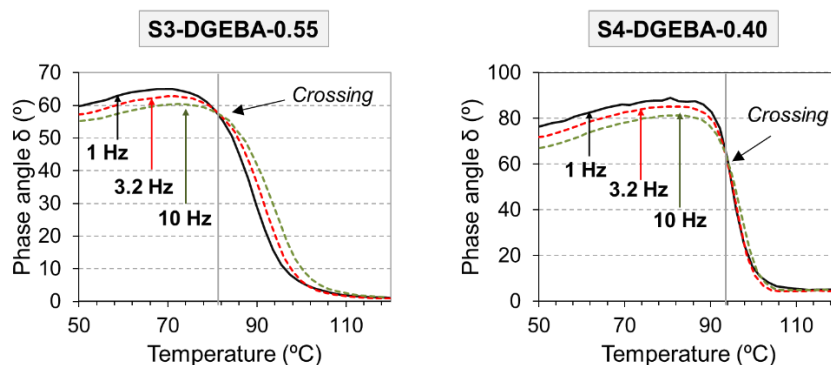 S3-DGEBA-0.55
Phase angle δ (º)
70
60
50
40
30
20
10
0
Crossing
1 Hz
3.2 Hz
10 Hz
50 70 90 110
Temperature (ºC)
S4-DGEBA-0.40
Phase angle δ (º)
100
80
60
40
20
0
Crossing
1 Hz
3.2 Hz
10 Hz
50 70 90 110
Temperature (ºC)